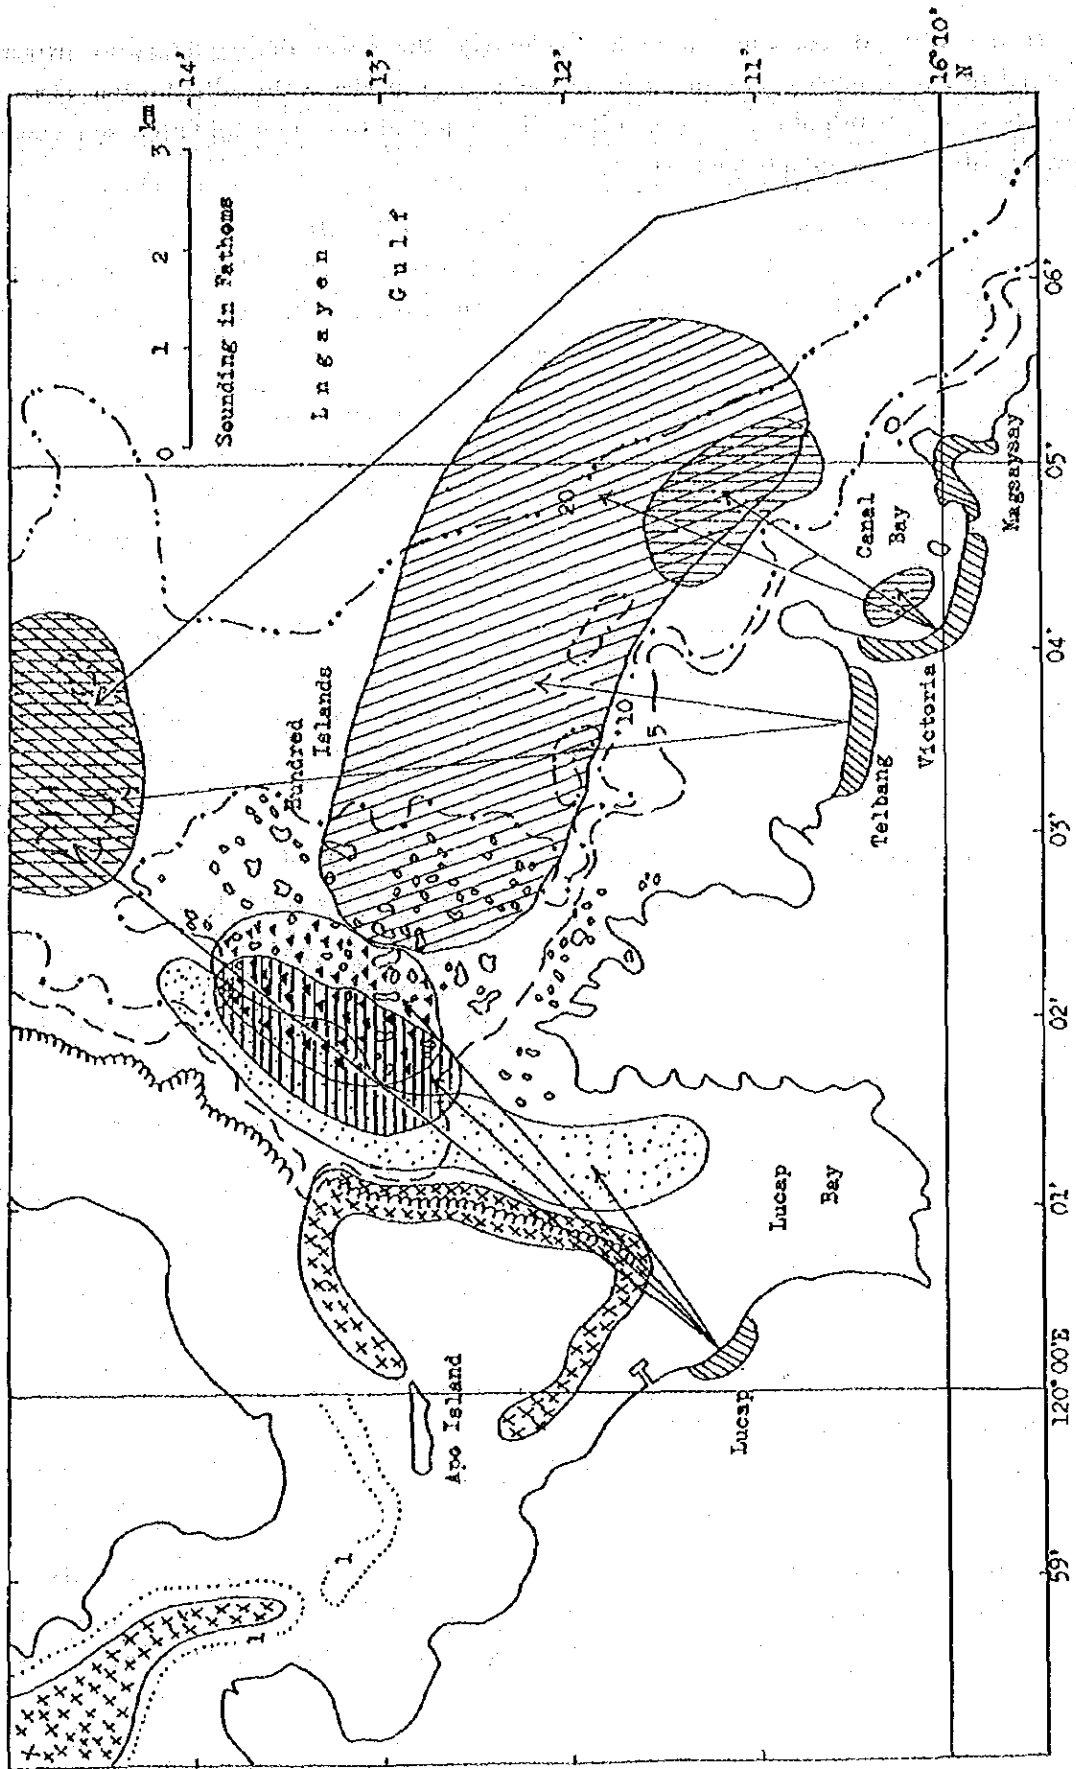 14'
13'
12'
11'
16°10'
N
0 1 2 3 km
Sounding in Fathoms
Lngayen
Gulf
Hundred
Islands
20
10
5
Canal
Bay
Magsaysay
Victoria
Telbang
Lucap
Bay
Lucap
Apo Island
1
1
59'
120°00'E
01'
02'
03'
04'
05'
06'